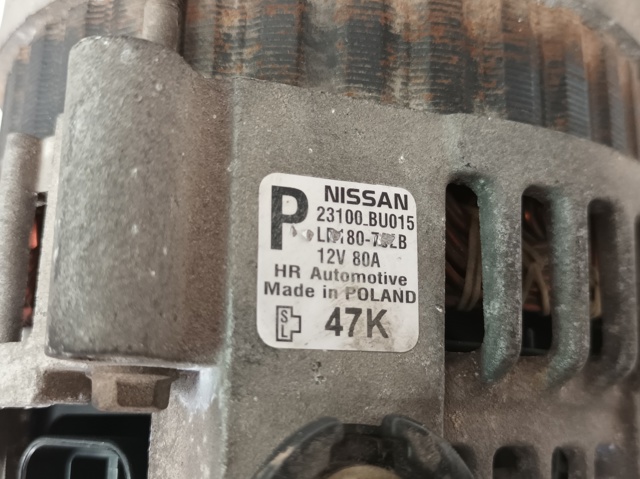 P
NISSAN
23100.BU015
12V 80A
HR Automotive
Made in POLAND
S L
47K